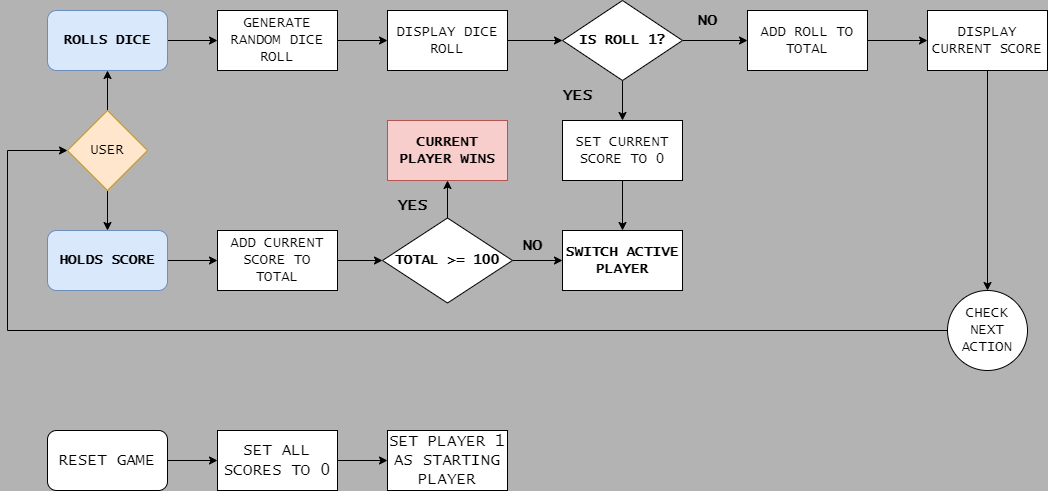 ROLLS DICE
GENERATE
RANDOM DICE
ROLL
DISPLAY DICE
ROLL
IS ROLL 1?
NO
ADD ROLL TO
TOTAL
DISPLAY
CURRENT SCORE
YES
USER
CURRENT
PLAYER WINS
SET CURRENT
SCORE TO 0
YES
HOLDS SCORE
ADD CURRENT
SCORE TO
TOTAL
TOTAL >= 100
NO
SWITCH ACTIVE
PLAYER
CHECK
NEXT
ACTION
RESET GAME
SET ALL
SCORES TO 0
SET PLAYER 1
AS STARTING
PLAYER